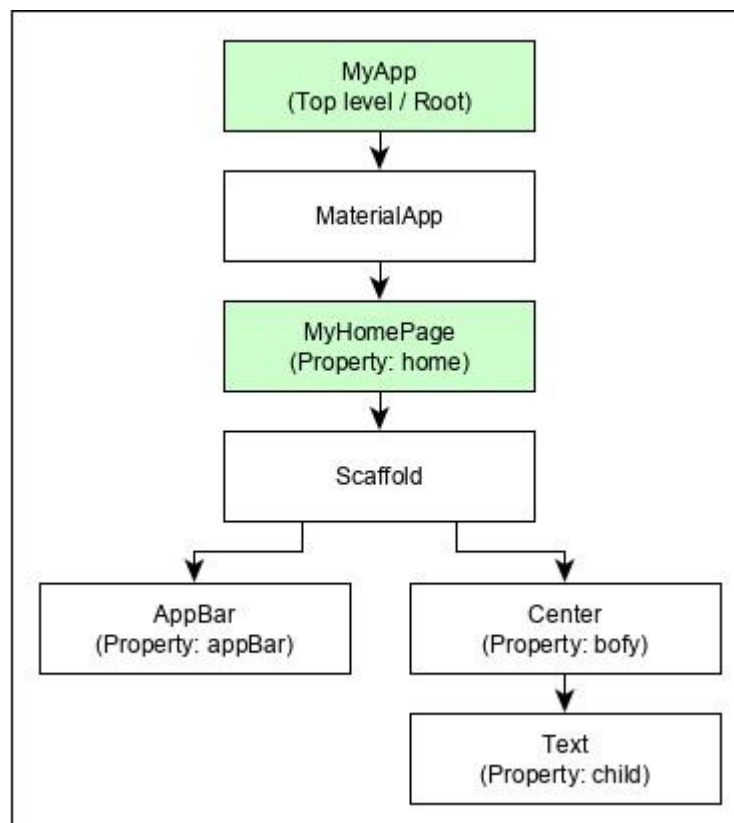 MyApp
(Top level / Root)
MaterialApp
MyHomePage
(Property: home)
Scaffold
AppBar
(Property: appBar)
Center
(Property: bofy)
Text
(Property: child)